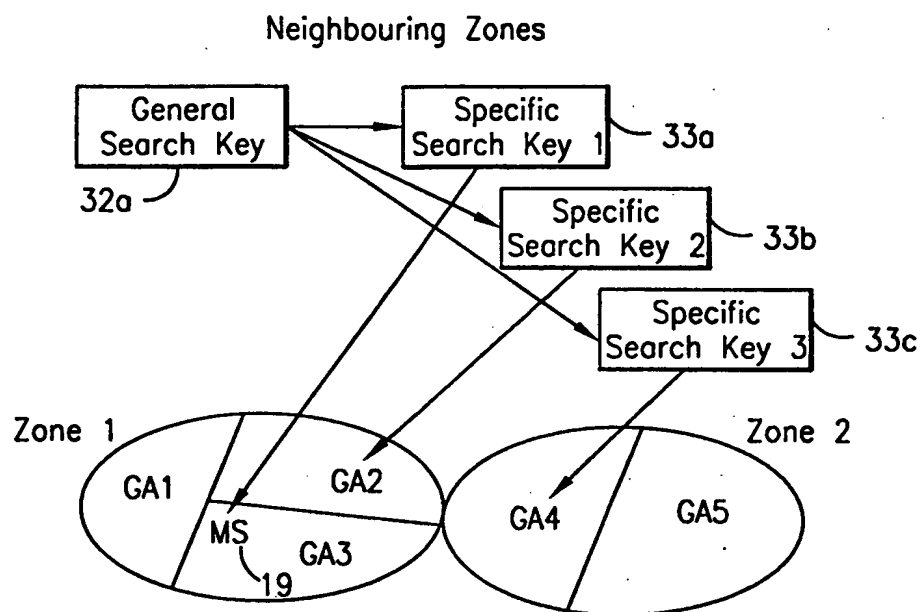 Neighbouring Zones
General
Search Key
32a
Specific
Search Key 1
33a
Specific
Search Key 2
33b
Specific
Search Key 3
33c
Zone 1
Zone 2
GA1
GA2
MS
GA3
19
GA4
GA5